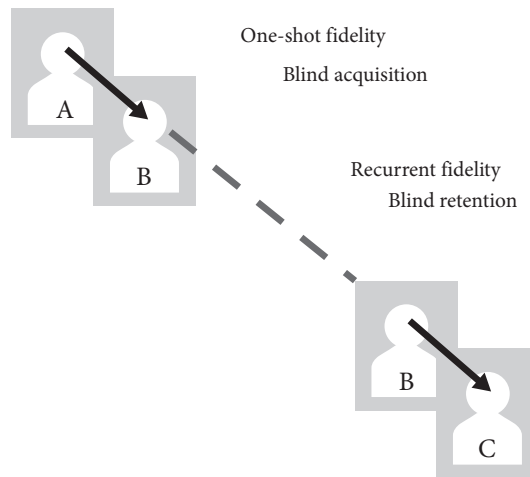 One-shot fidelity
Blind acquisition
A
B
Recurrent fidelity
Blind retention
B
C